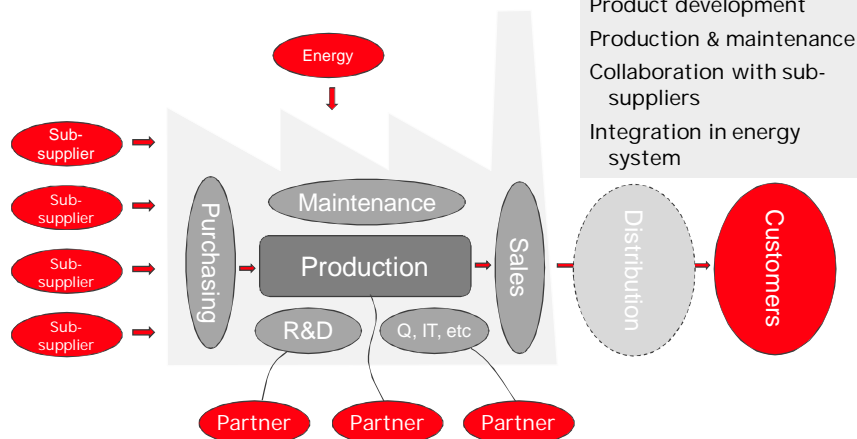 Product development
Production & maintenance
Collaboration with sub-
suppliers
Integration in energy
system
Energy
Sub-
supplier
Sub-
supplier
Sub-
supplier
Sub-
supplier
Purchasing
Maintenance
Production
R&D
Q, IT, etc
Sales
Distribution
Customers
Partner
Partner
Partner